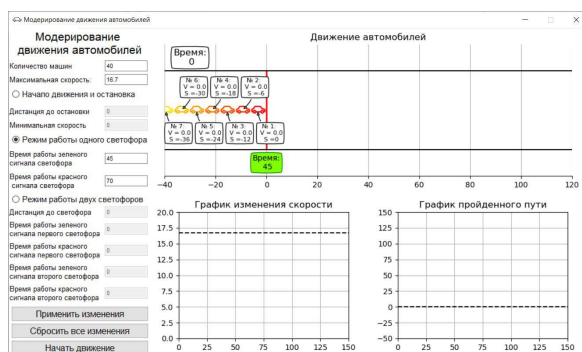 Модерирование движения автомобилей
Модерирование
движения автомобилей
Количество машин 40
Максимальная скорость: 16.7
Начало движения и остановка
Дистанция до остановки 0
Минимальная скорость 0
Режим работы одного светофора
Время работы зеленого
сигнала светофора 45
Время работы красного
сигнала светофора 70
Режим работы двух светофоров
Дистанция до светофора 0
Время работы зеленого
сигнала первого светофора 0
Время работы красного
сигнала первого светофора 0
Время работы зеленого
сигнала второго светофора 0
Время работы красного
сигнала второго светофора 0
Применить изменения
Сбросить все изменения
Начать движение
Движение автомобилей
Время:
0
№ 6: № 4: № 2:
V = 0.0 V = 0.0 V = 0.0
S =-30 S =-18 S =-6
№ 7: № 5: № 3: № 1:
V = 0.0 V = 0.0 V = 0.0 V = 0.0
S =-36 S =-24 S =-12 S =0
Время:
45
−40 −20 0 20 40 60 80 100 120
График изменения скорости
20.0
17.5
15.0
12.5
10.0
7.5
5.0
2.5
0.0
0 25 50 75 100 125 150
График пройденного пути
150
125
100
75
50
25
0
−25
−50
0 25 50 75 100 125 150